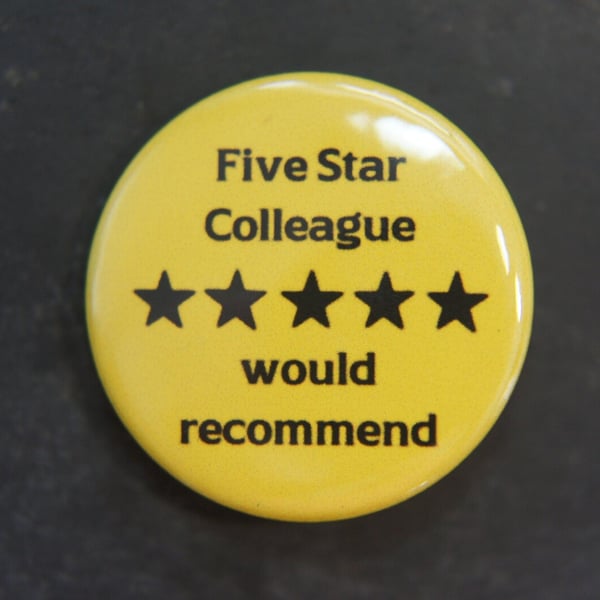 Five Star
Colleague
would
recommend